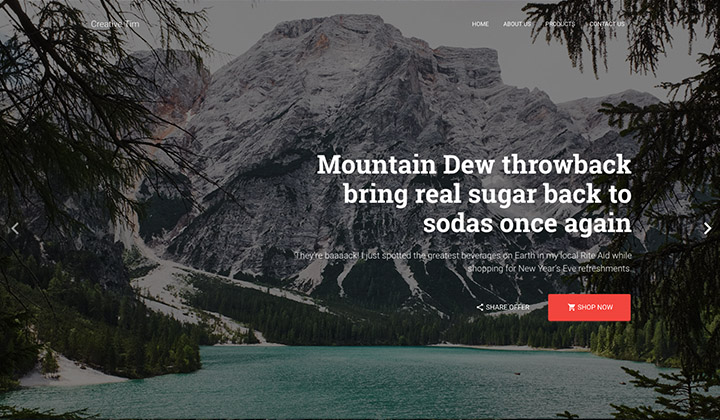 Creative Tim
HOME ABOUT US PRODUCTS CONTACT US
Mountain Dew throwback
bring real sugar back to
sodas once again
"They're baaaack! I just spotted the greatest beverages on Earth in my local Rite Aid while
shopping for New Year's Eve refreshments.
SHARE OFFER SHOP NOW